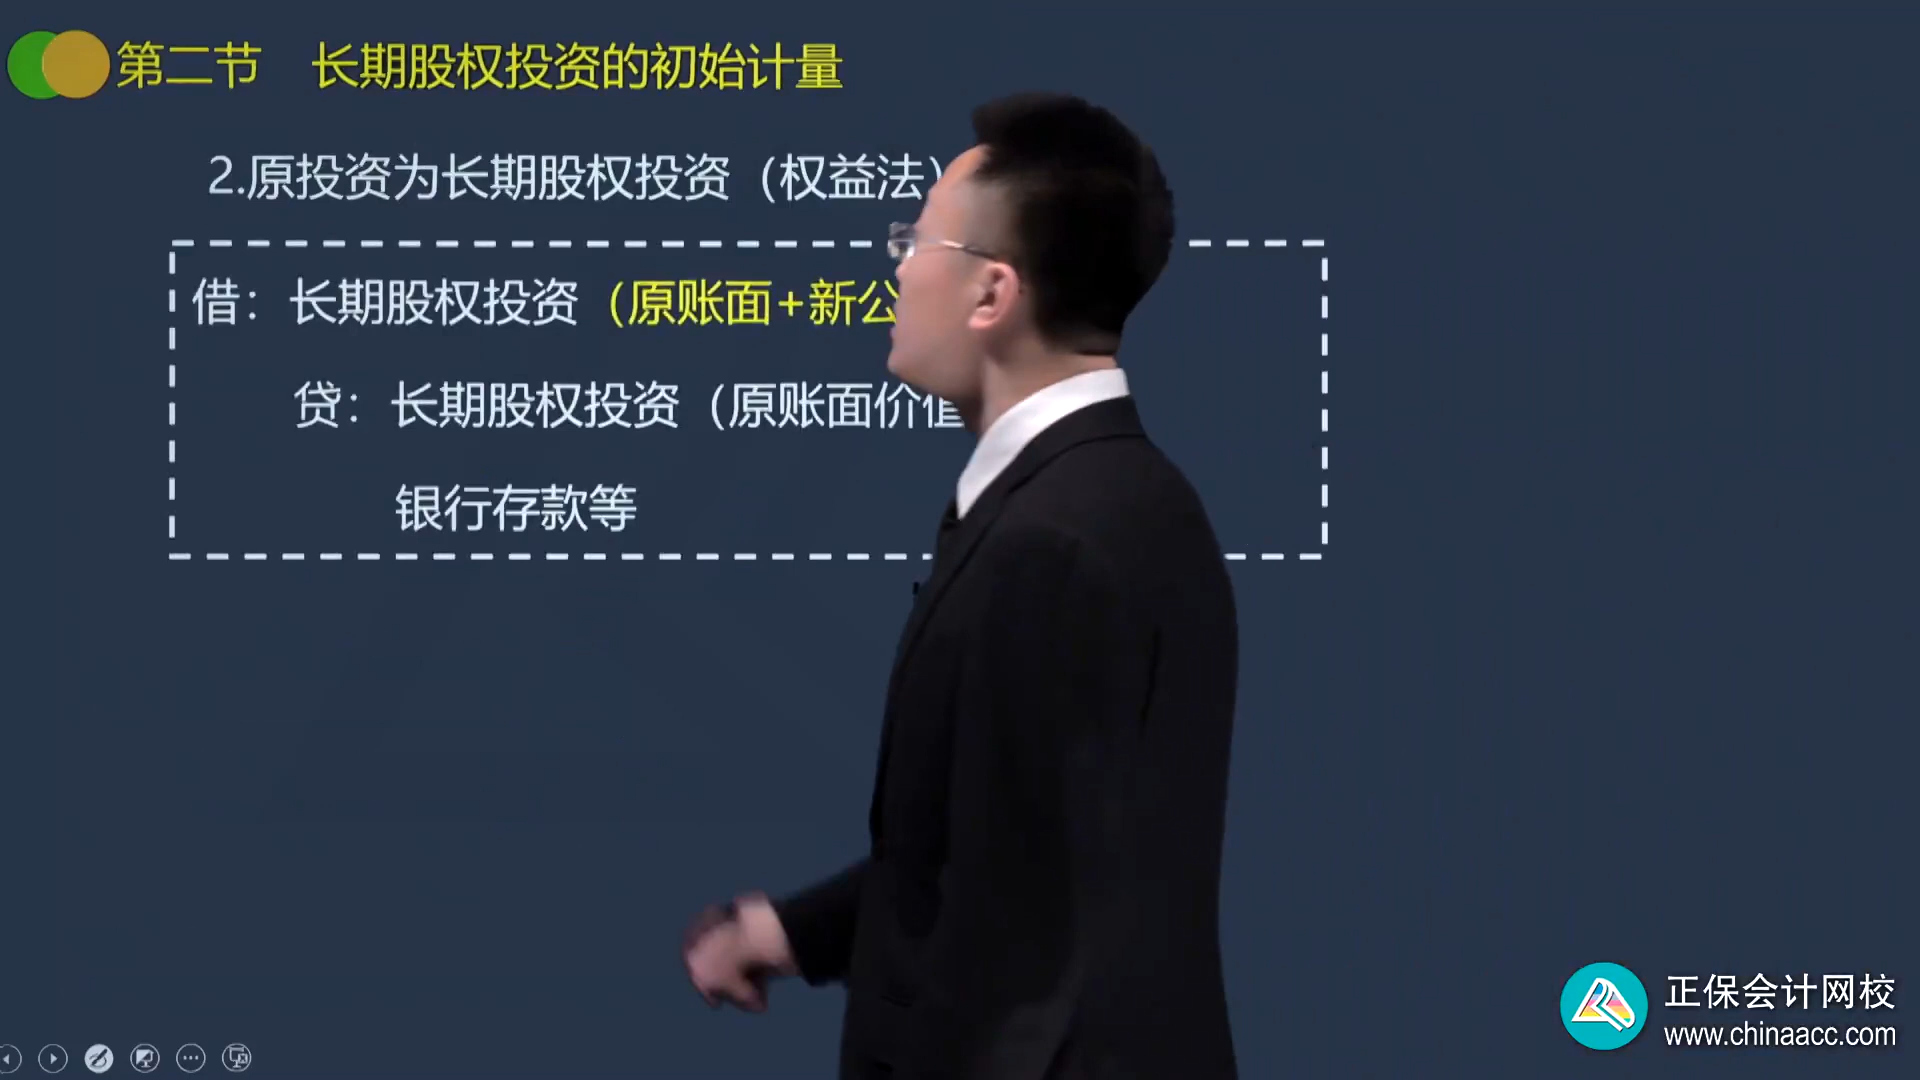 第二节 长期股权投资的初始计量
2.原投资为长期股权投资（权益法）
借：长期股权投资（原账面+新公
贷：长期股权投资（原账面价值
银行存款等
正保会计网校
www.chinaacc.com